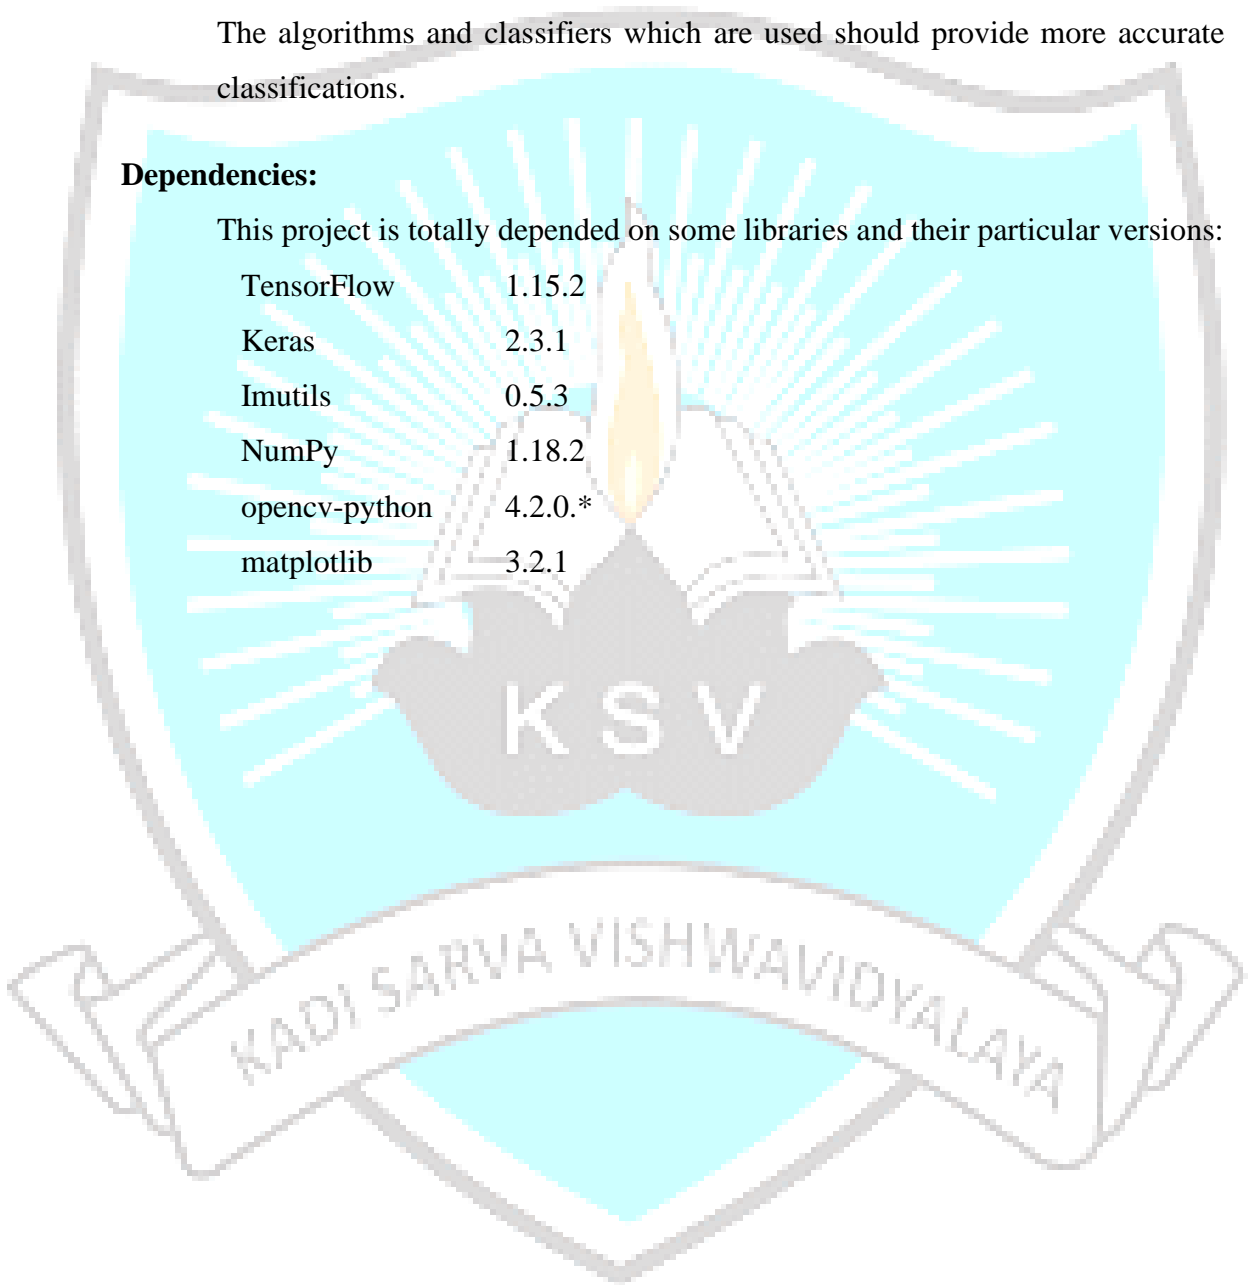 The algorithms and classifiers which are used should provide more accurate
classifications.
Dependencies:
This project is totally depended on some libraries and their particular versions:
TensorFlow 1.15.2
Keras 2.3.1
Imutils 0.5.3
NumPy 1.18.2
opencv-python 4.2.0.*
matplotlib 3.2.1
K S V
KADI SARVA VISHWAVIDYALAYA